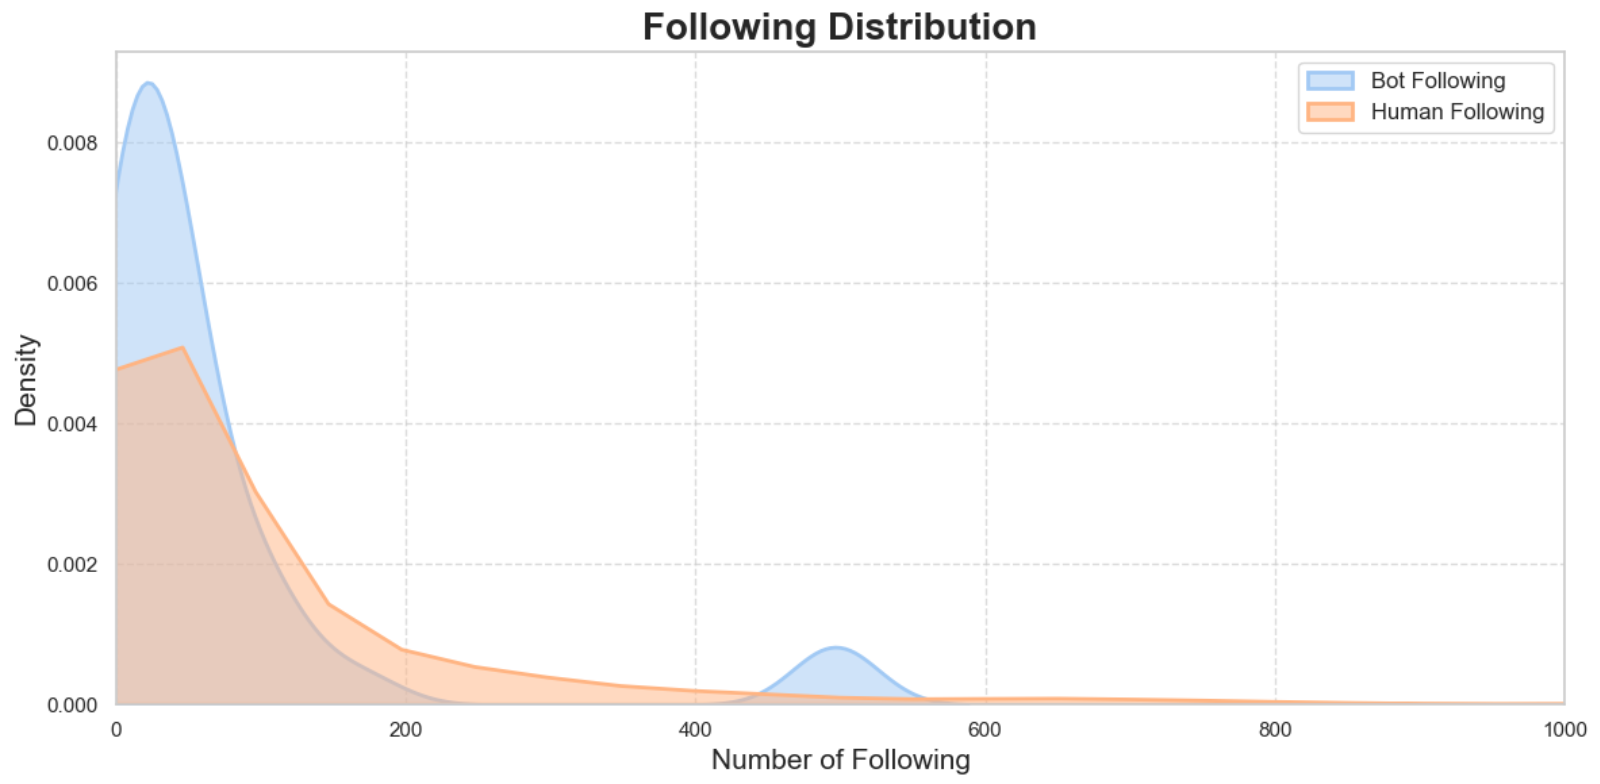 Following Distribution
Bot Following
Human Following
Density
0.008
0.006
0.004
0.002
0.000
0 200 400 600 800 1000
Number of Following